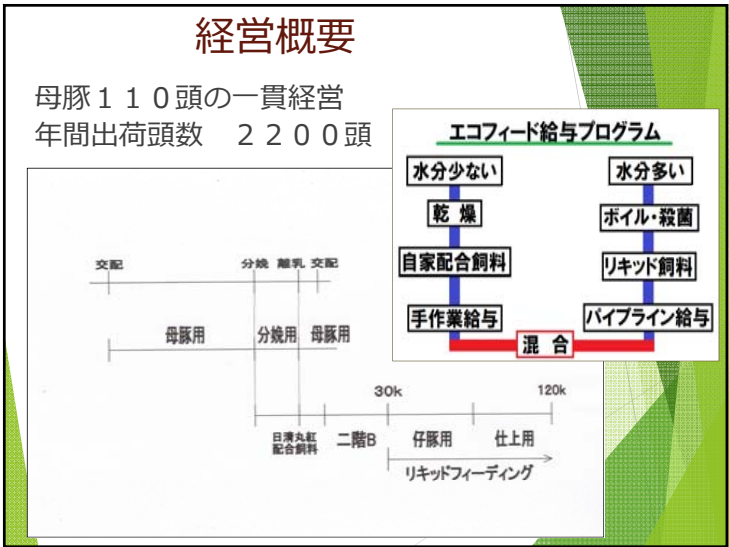 経営概要
母豚１１０頭の一貫経営
年間出荷頭数　２２００頭
エコフィード給与プログラム
水分少ない
乾燥
自家配合飼料
手作業給与
水分多い
ボイル・殺菌
リキッド飼料
パイプライン給与
混合
交配 分娩 離乳 交配
母豚用 分娩用 母豚用
30k 120k
日清丸紅
配合飼料
二階B 仔豚用 仕上用
リキッドフィーディング